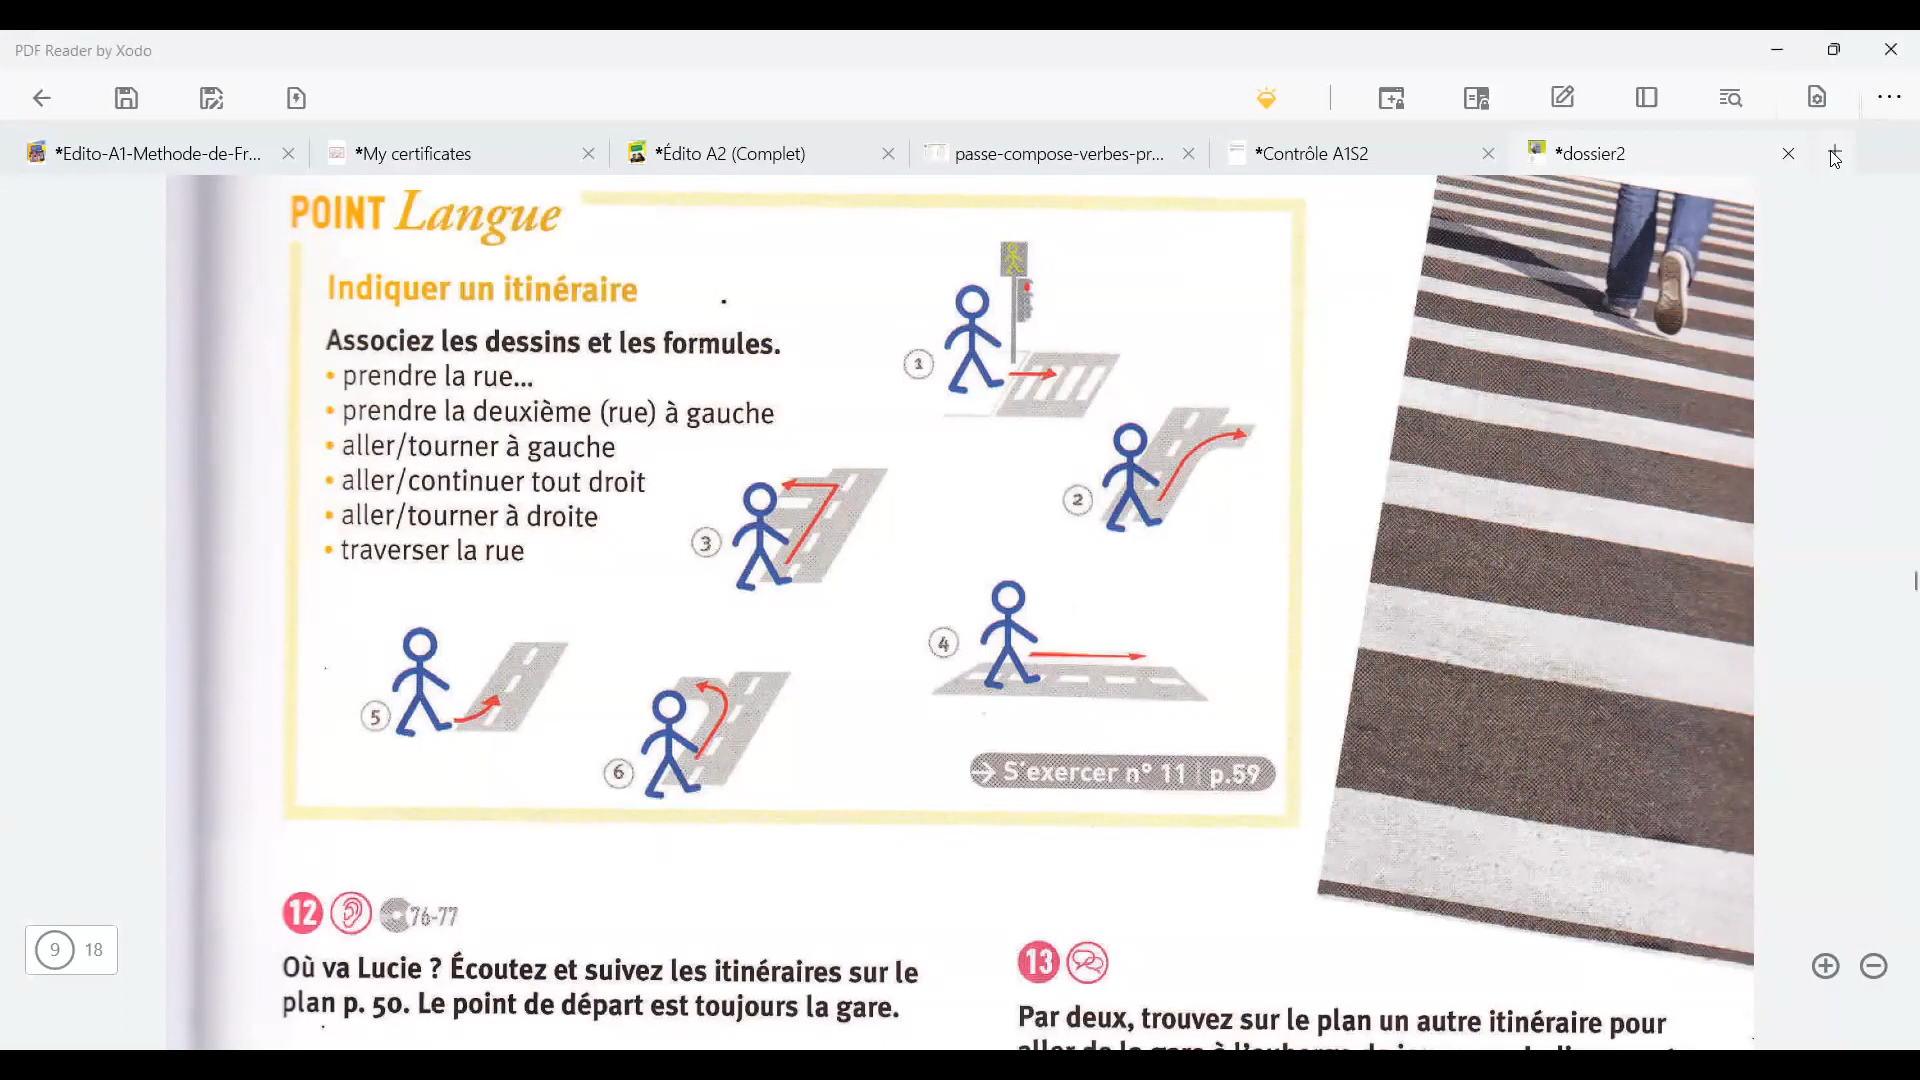 PDF Reader by Xodo
*Edito-A1-Methode-de-Fr...
*My certificates
*Édito A2 (Complet)
passe-compose-verbes-pr...
*Contrôle A1S2
*dossier2
POINT Langue
Indiquer un itinéraire
Associez les dessins et les formules.
• prendre la rue...
• prendre la deuxième (rue) à gauche
• aller/tourner à gauche
• aller/continuer tout droit
• aller/tourner à droite
• traverser la rue
1
2
3
4
5
6
→ S'exercer n° 11 | p.59
12 76-77
Où va Lucie ? Écoutez et suivez les itinéraires sur le
plan p. 50. Le point de départ est toujours la gare.
13
Par deux, trouvez sur le plan un autre itinéraire pour
9 18